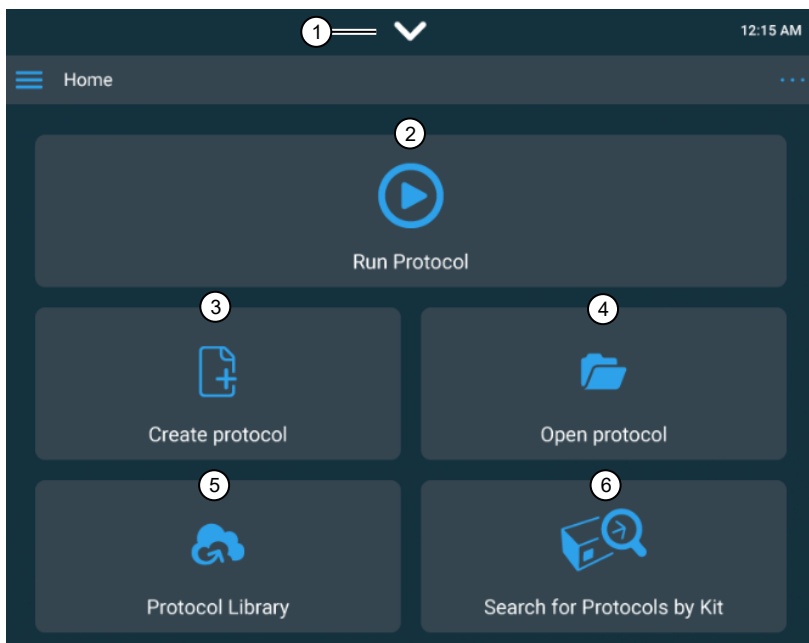 1
12:15 AM
Home
2
Run Protocol
3
4
Create protocol
Open protocol
5
6
Protocol Library
Search for Protocols by Kit